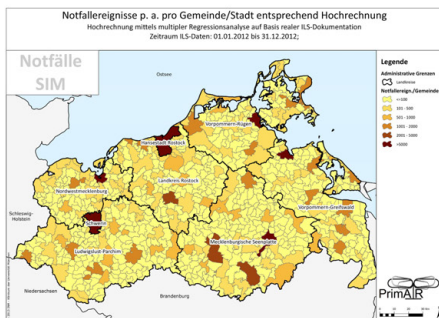 Notfallereignisse p. a. pro Gemeinde/Stadt entsprechend Hochrechnung
Hochrechnung mittels multipler Regressionsanalyse auf Basis realer ILS-Dokumentation
Zeitraum ILS-Daten: 01.01.2012 bis 31.12.2012;
Notfälle
SIM
Ostsee
Legende
Administrative Grenzen
Landkreise
Notfallereign./Gemeinde
<=100
101 - 500
501 - 1000
1001 - 2000
2001 - 5000
>5000
Vorpommern-Rügen
Hansestadt Rostock
Landkreis Rostock
Nordwestmecklenburg
Vorpommern-Greifswald
Schwerin
Schleswig-
Holstein
Mecklenburgische Seenplatte
Ludwigslust-Parchim
Niedersachsen
Brandenburg
PrimAIR